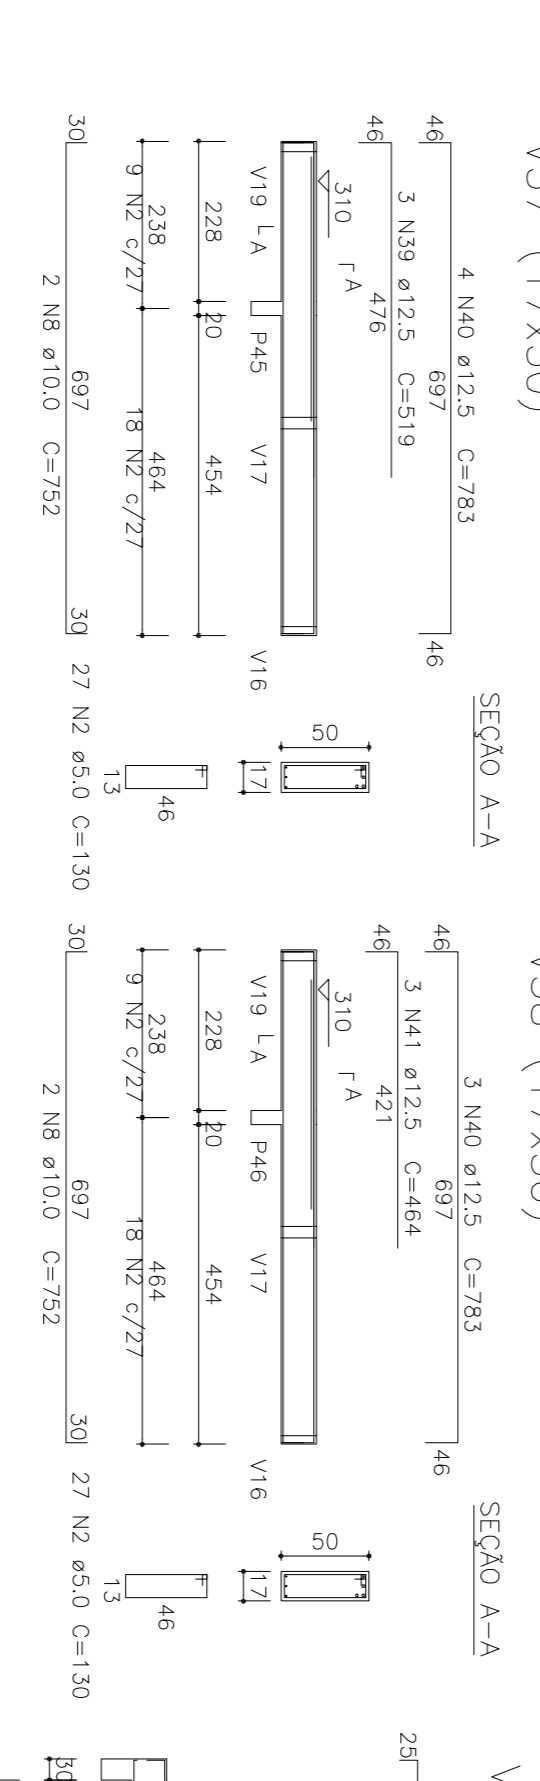 (17x50)
4 N40 ø12.5 C=783
46 697 46
3 N39 ø12.5 C=519
46 476
310
┌ A
V19 └ A P45 V17 V16
228 20 454
238 464
9 N2 c/27 18 N2 c/27
30 697 30
2 N8 ø10.0 C=752
SEÇÃO A-A
50
17
46
13
27 N2 ø5.0 C=130
(17x50)
3 N40 ø12.5 C=783
46 697 46
3 N41 ø12.5 C=464
46 421
310
┌ A
V19 └ A P46 V17 V16
228 20 454
238 464
9 N2 c/27 18 N2 c/27
30 697 30
2 N8 ø10.0 C=752
SEÇÃO A-A
50
17
46
13
27 N2 ø5.0 C=130
25
30